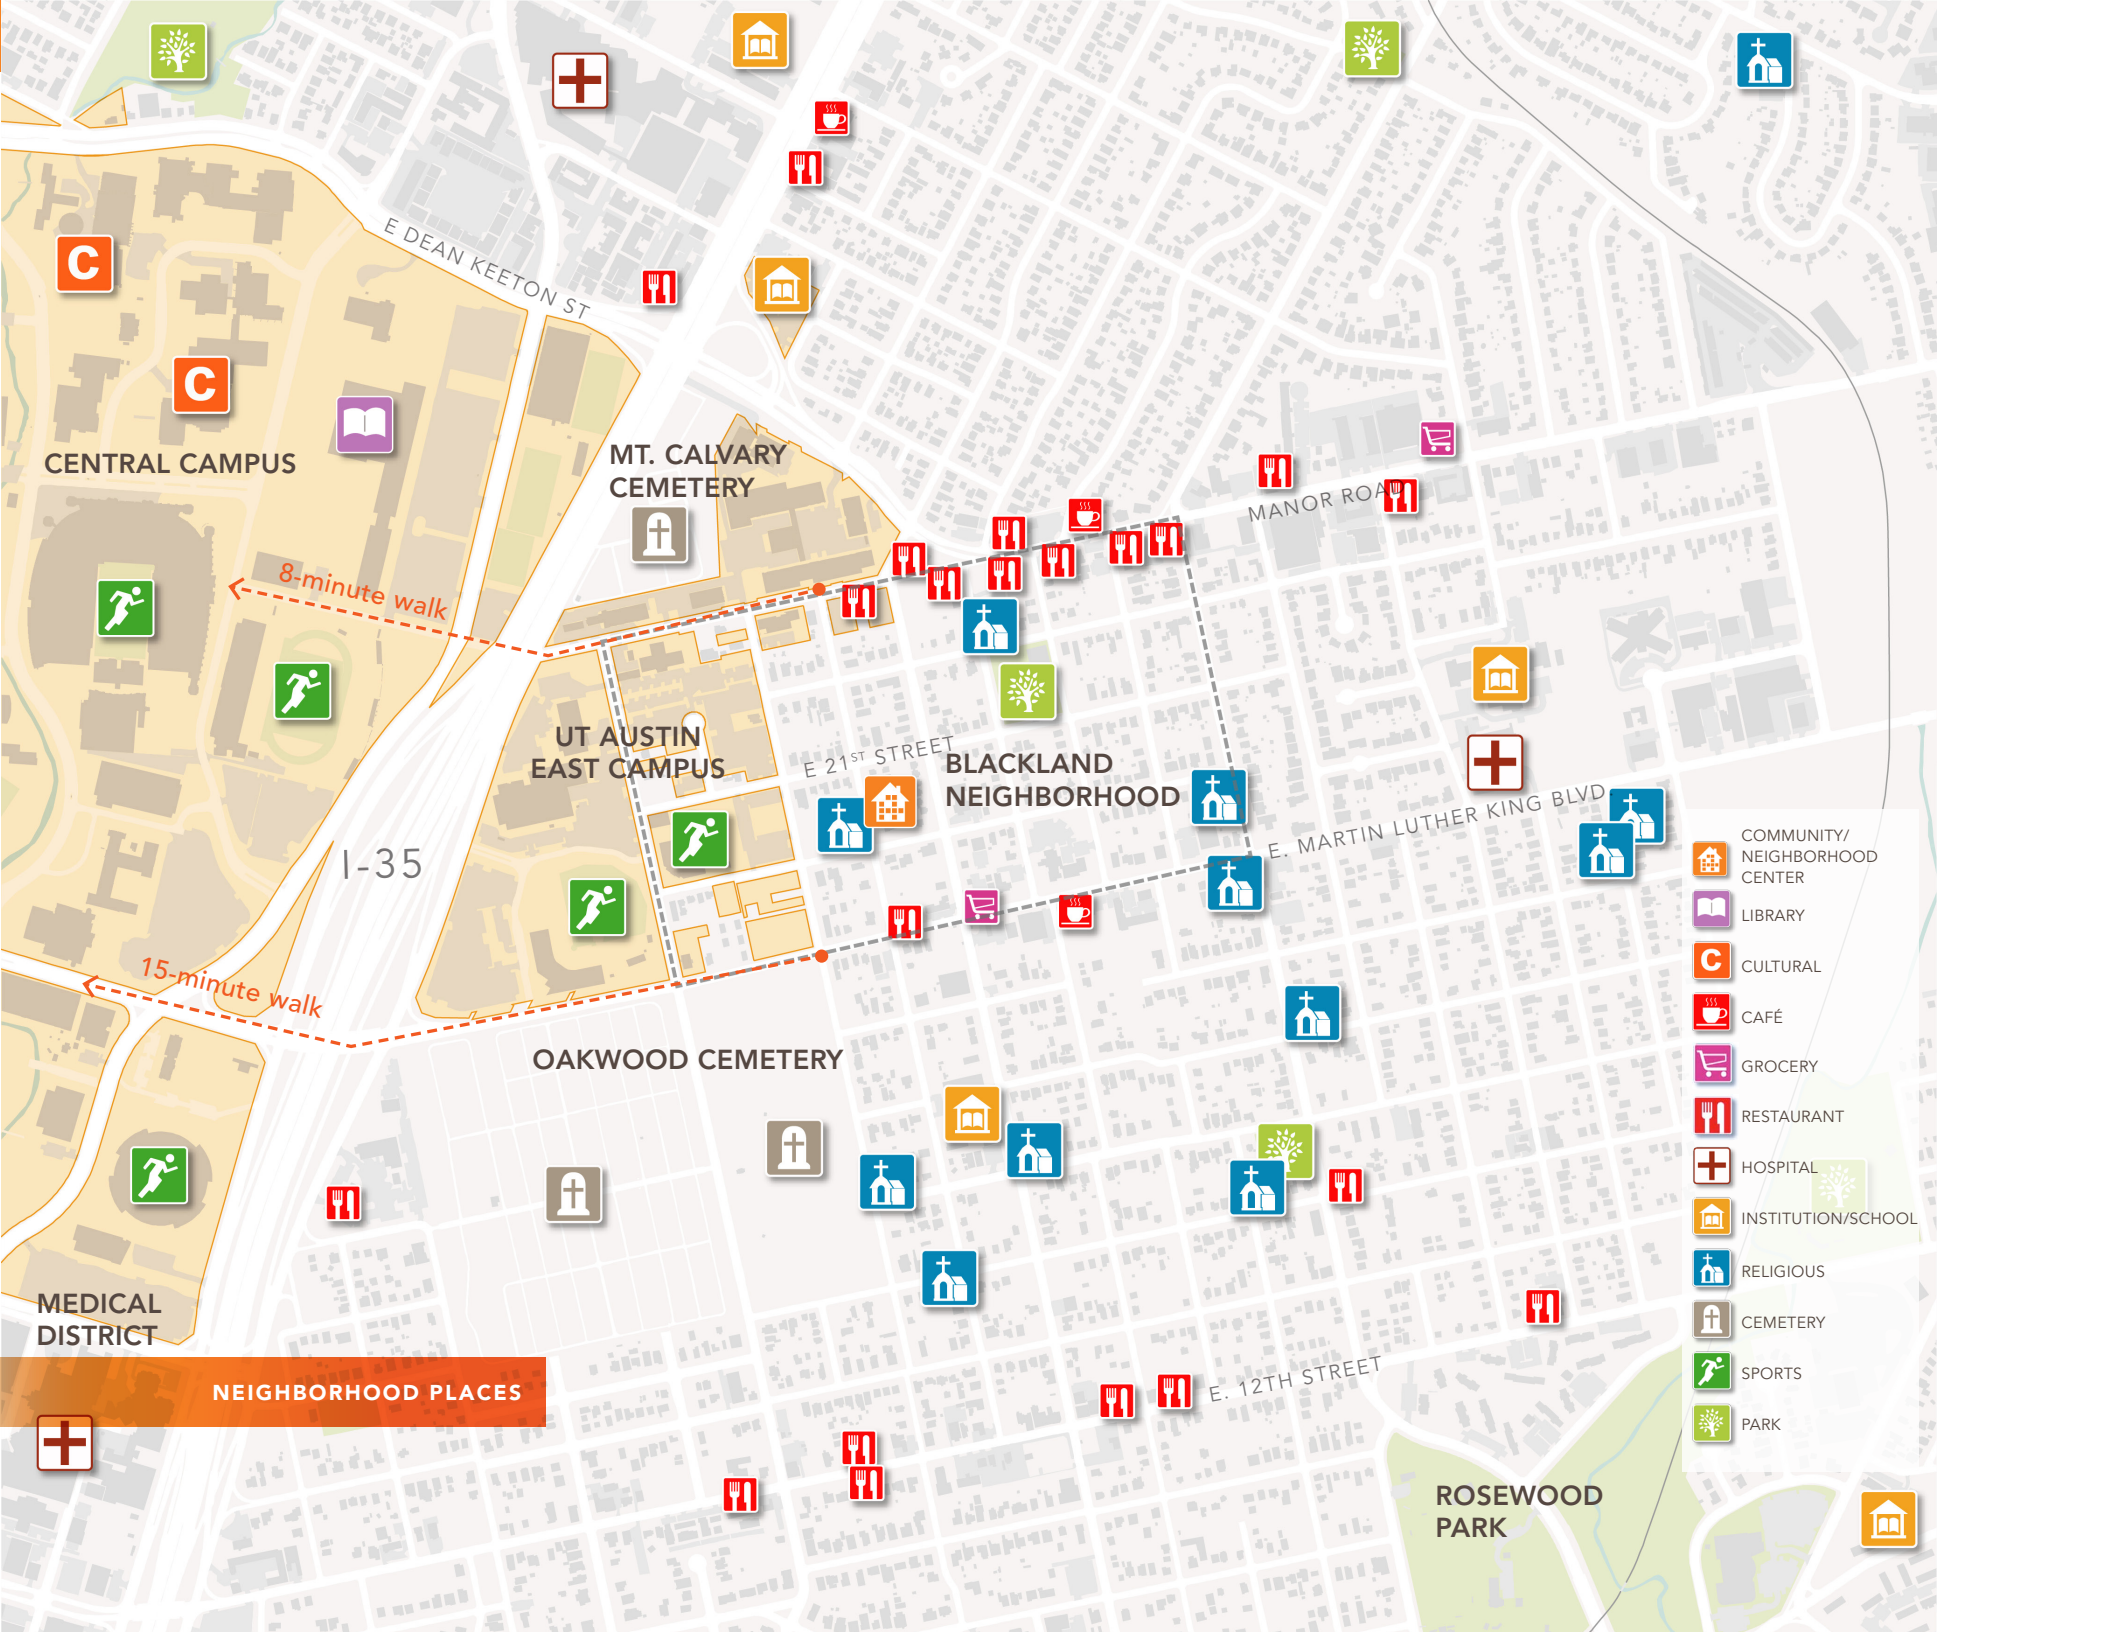 E DEAN KEETON ST
C
C
CENTRAL CAMPUS
MT. CALVARY
CEMETERY
MANOR ROAD
8-minute walk
UT AUSTIN
EAST CAMPUS
E 21ST STREET
BLACKLAND
NEIGHBORHOOD
E. MARTIN LUTHER KING BLVD.
I-35
15-minute walk
OAKWOOD CEMETERY
MEDICAL
DISTRICT
NEIGHBORHOOD PLACES
E. 12TH STREET
ROSEWOOD
PARK
COMMUNITY/
NEIGHBORHOOD
CENTER
LIBRARY
C CULTURAL
CAFÉ
GROCERY
RESTAURANT
HOSPITAL
INSTITUTION/SCHOOL
RELIGIOUS
CEMETERY
SPORTS
PARK